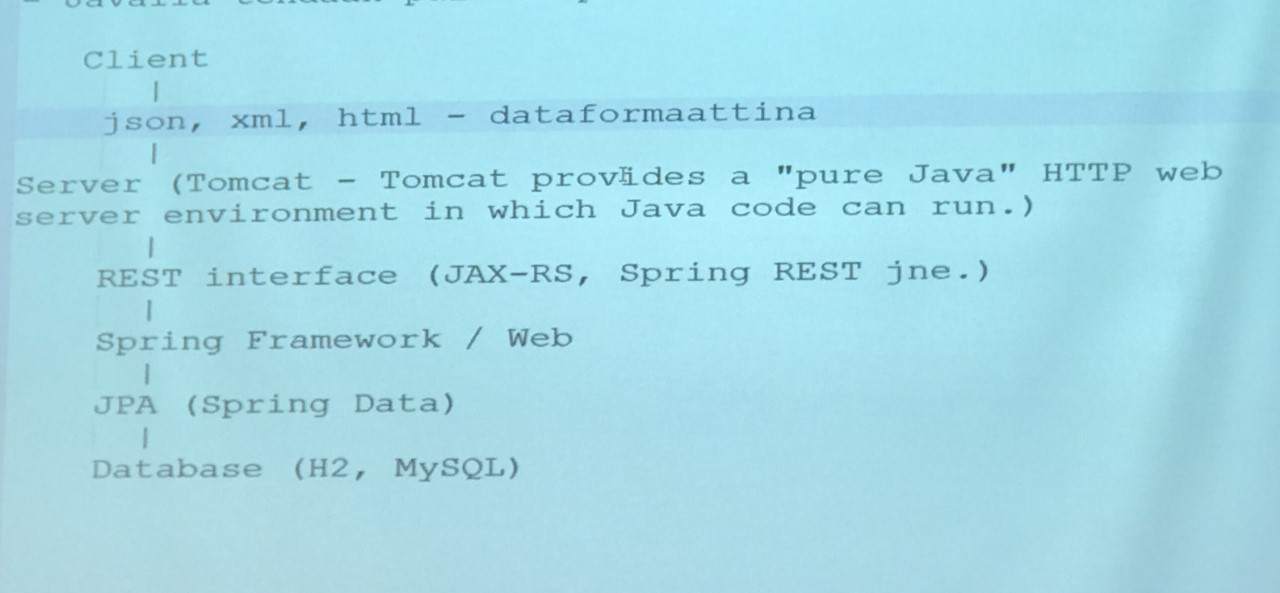 Client
|
json, xml, html - dataformaattina
|
Server (Tomcat - Tomcat provides a "pure Java" HTTP web
server environment in which Java code can run.)
|
REST interface (JAX-RS, Spring REST jne.)
|
Spring Framework / Web
|
JPA (Spring Data)
|
Database (H2, MySQL)